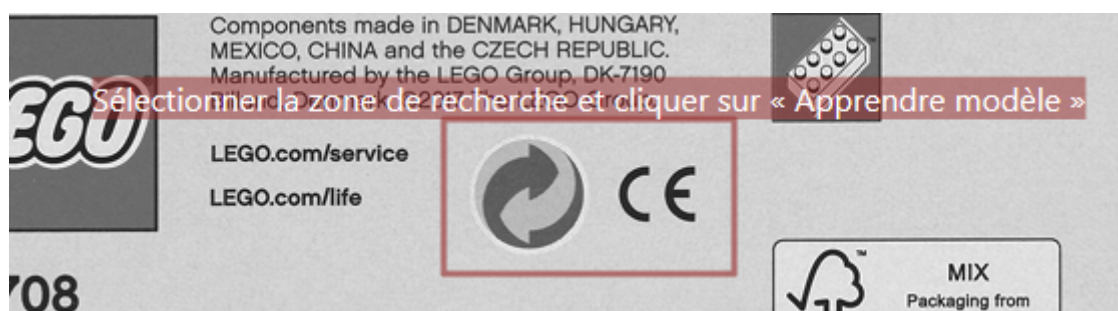 Components made in DENMARK, HUNGARY,
MEXICO, CHINA and the CZECH REPUBLIC.
Manufactured by the LEGO Group, DK-7190
Sélectionner la zone de recherche et cliquer sur « Apprendre modèle »
EGO
LEGO.com/service
LEGO.com/life
CE
708
MIX
Packaging from